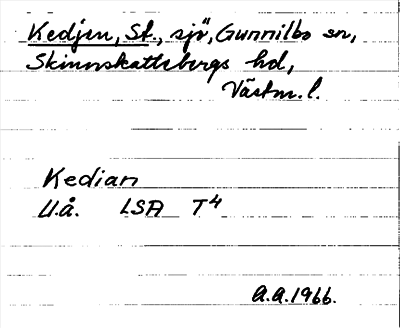 Kedjen, St., sjö, Gunnilbo sn,
Skinnskattebergs hd,
Västm. l.
Kedian
U.å. LSA T4
A.A. 1966.